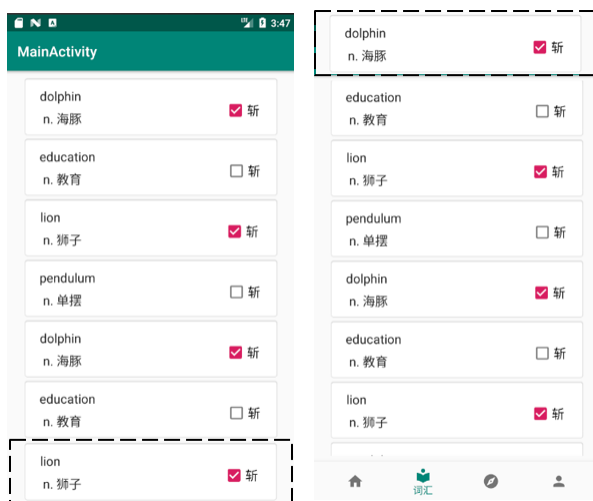 3:47
MainActivity
dolphin
n. 海豚
斩
education
n. 教育
斩
lion
n. 狮子
斩
pendulum
n. 单摆
斩
dolphin
n. 海豚
斩
education
n. 教育
斩
lion
n. 狮子
斩
dolphin
n. 海豚
斩
education
n. 教育
斩
lion
n. 狮子
斩
pendulum
n. 单摆
斩
dolphin
n. 海豚
斩
education
n. 教育
斩
lion
n. 狮子
斩
词汇